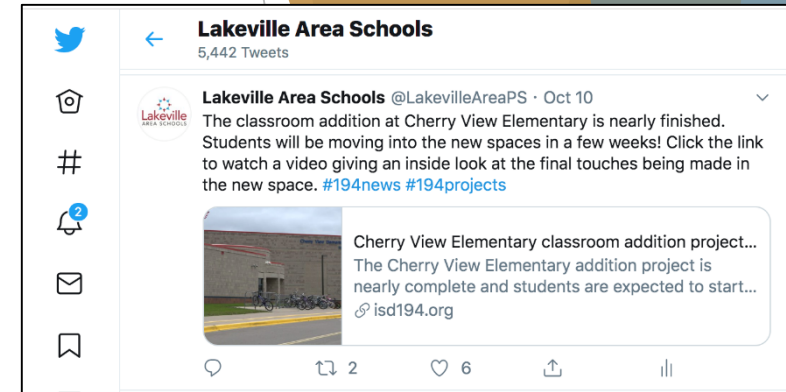 Lakeville Area Schools
5,442 Tweets
Lakeville
AREA SCHOOLS
Lakeville Area Schools @LakevilleAreaPS · Oct 10
The classroom addition at Cherry View Elementary is nearly finished.
Students will be moving into the new spaces in a few weeks! Click the link
to watch a video giving an inside look at the final touches being made in
the new space. #194news #194projects
2
Cherry View Elementary classroom addition project...
The Cherry View Elementary addition project is
nearly complete and students are expected to start...
isd194.org
2
6